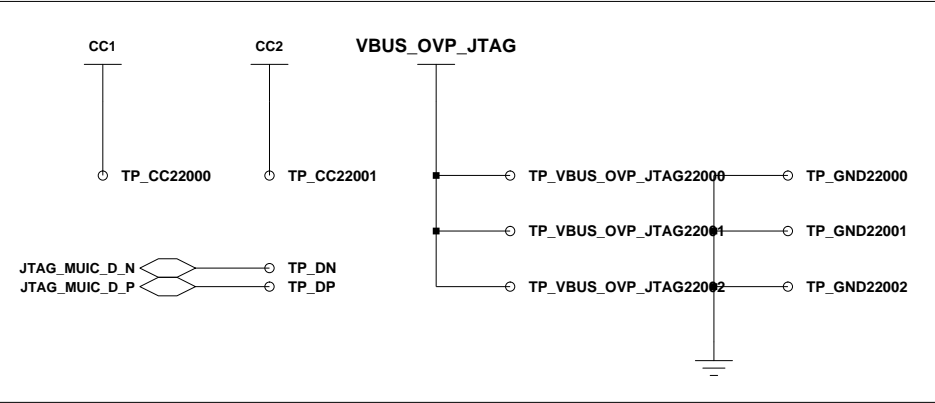 CC1
CC2
VBUS_OVP_JTAG
TP_CC22000
TP_CC22001
TP_VBUS_OVP_JTAG22000
TP_GND22000
TP_VBUS_OVP_JTAG22001
TP_GND22001
JTAG_MUIC_D_N
TP_DN
JTAG_MUIC_D_P
TP_DP
TP_VBUS_OVP_JTAG22002
TP_GND22002